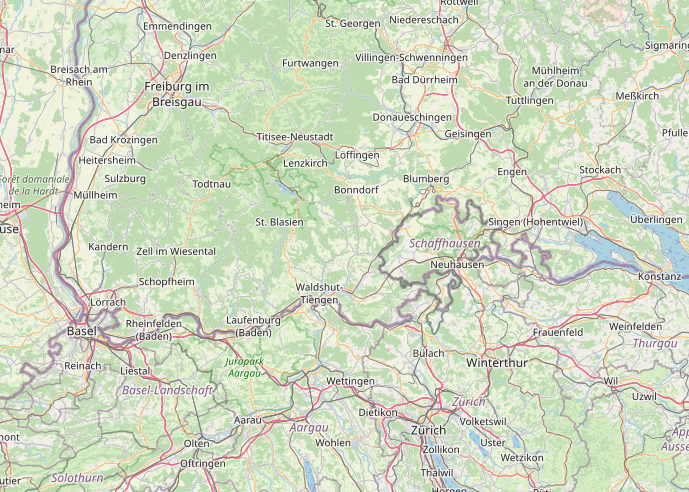 Rottweil
Niedereschach
St. Georgen
Emmendingen
Denzlingen
Villingen-Schwenningen
Sigmaring
Furtwangen
Breisach am
Rhein
Bad Dürrheim
Mühlheim
an der Donau
Freiburg im
Breisgau
Meßkirch
Tuttlingen
Donaueschingen
Geisingen
Pfulle
Titisee-Neustadt
Bad Krozingen
Löffingen
Heitersheim
Lenzkirch
Engen
Stockach
Forêt domaniale
de la Hardt
Sulzburg
Todtnau
Bonndorf
Blumberg
Müllheim
Überlingen
St. Blasien
Singen (Hohentwiel)
Kandern
Zell im Wiesental
Schaffhausen
Neuhausen
Konstanz
Schopfheim
Waldshut-
Tiengen
Lörrach
Basel
Rheinfelden
(Baden)
Laufenburg
(Baden)
Frauenfeld
Weinfelden
Thurgau
Reinach
Liestal
Jurapark
Aargau
Bülach
Winterthur
Basel-Landschaft
Wettingen
Wil
Uzwil
Zürich
Aarau
Aargau
Dietikon
Zürich
Volketswil
Olten
Wohlen
Uster
Zollikon
Wetzikon
Oftringen
Solothurn
Thalwil
Horgen